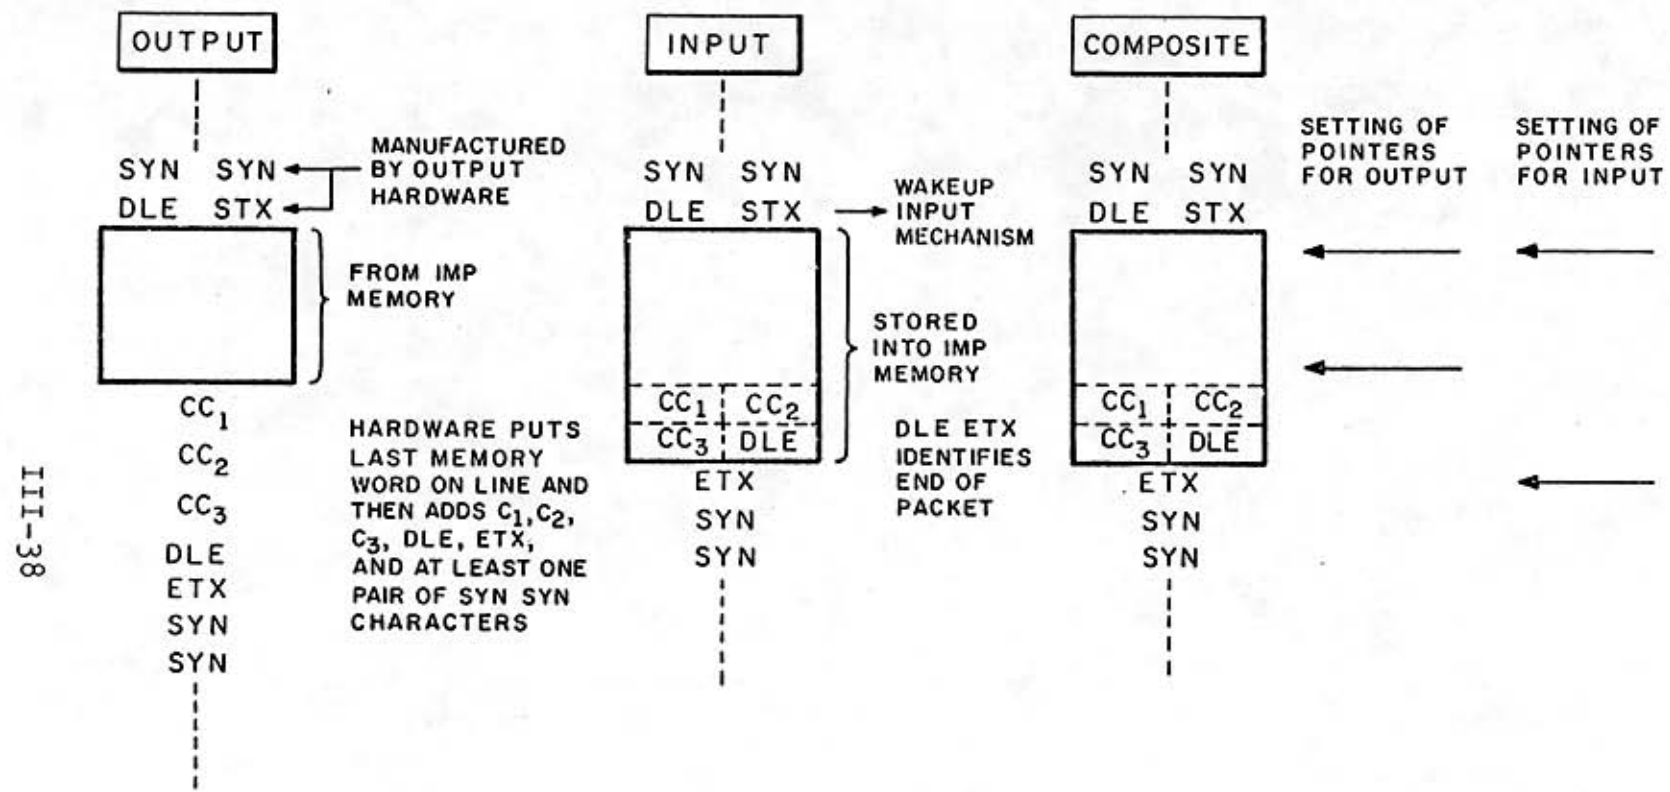 OUTPUT
SYN SYN
DLE STX
MANUFACTURED
BY OUTPUT
HARDWARE
FROM IMP
MEMORY
CC1
CC2
CC3
DLE
ETX
SYN
SYN
HARDWARE PUTS
LAST MEMORY
WORD ON LINE AND
THEN ADDS C1, C2,
C3, DLE, ETX,
AND AT LEAST ONE
PAIR OF SYN SYN
CHARACTERS
INPUT
SYN SYN
DLE STX
WAKEUP
INPUT
MECHANISM
STORED
INTO IMP
MEMORY
CC1 CC2
CC3 DLE
ETX
SYN
SYN
DLE ETX
IDENTIFIES
END OF
PACKET
COMPOSITE
SYN SYN
DLE STX
CC1 CC2
CC3 DLE
ETX
SYN
SYN
SETTING OF
POINTERS
FOR OUTPUT
SETTING OF
POINTERS
FOR INPUT
III-38